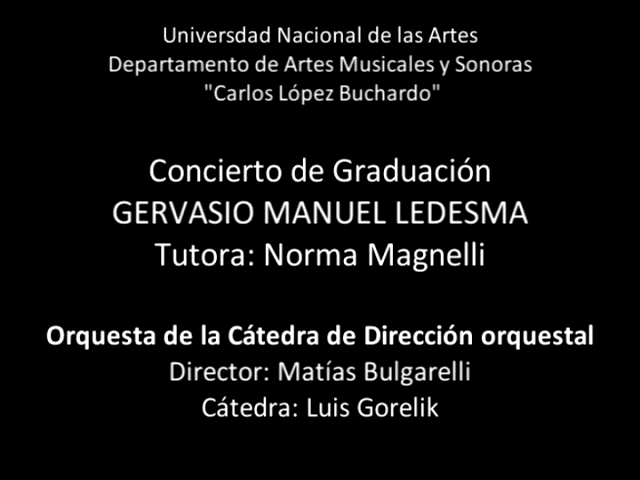 Universdad Nacional de las Artes
Departamento de Artes Musicales y Sonoras
"Carlos López Buchardo"
Concierto de Graduación
GERVASIO MANUEL LEDESMA
Tutora: Norma Magnelli
Orquesta de la Cátedra de Dirección orquestal
Director: Matías Bulgarelli
Cátedra: Luis Gorelik